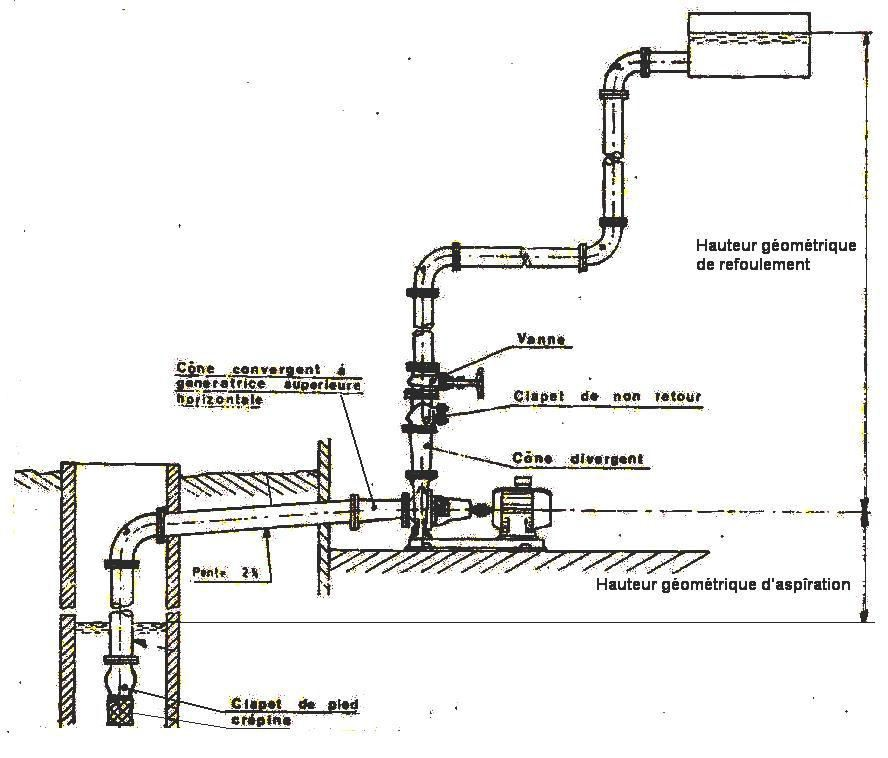 Hauteur géométrique
de refoulement
Vanne
Cône convergent à
génératrice supérieure
horizontale
Clapet de non retour
Cône divergent
Pente 2%
Hauteur géométrique d'aspiration
Clapet de pied
crépine